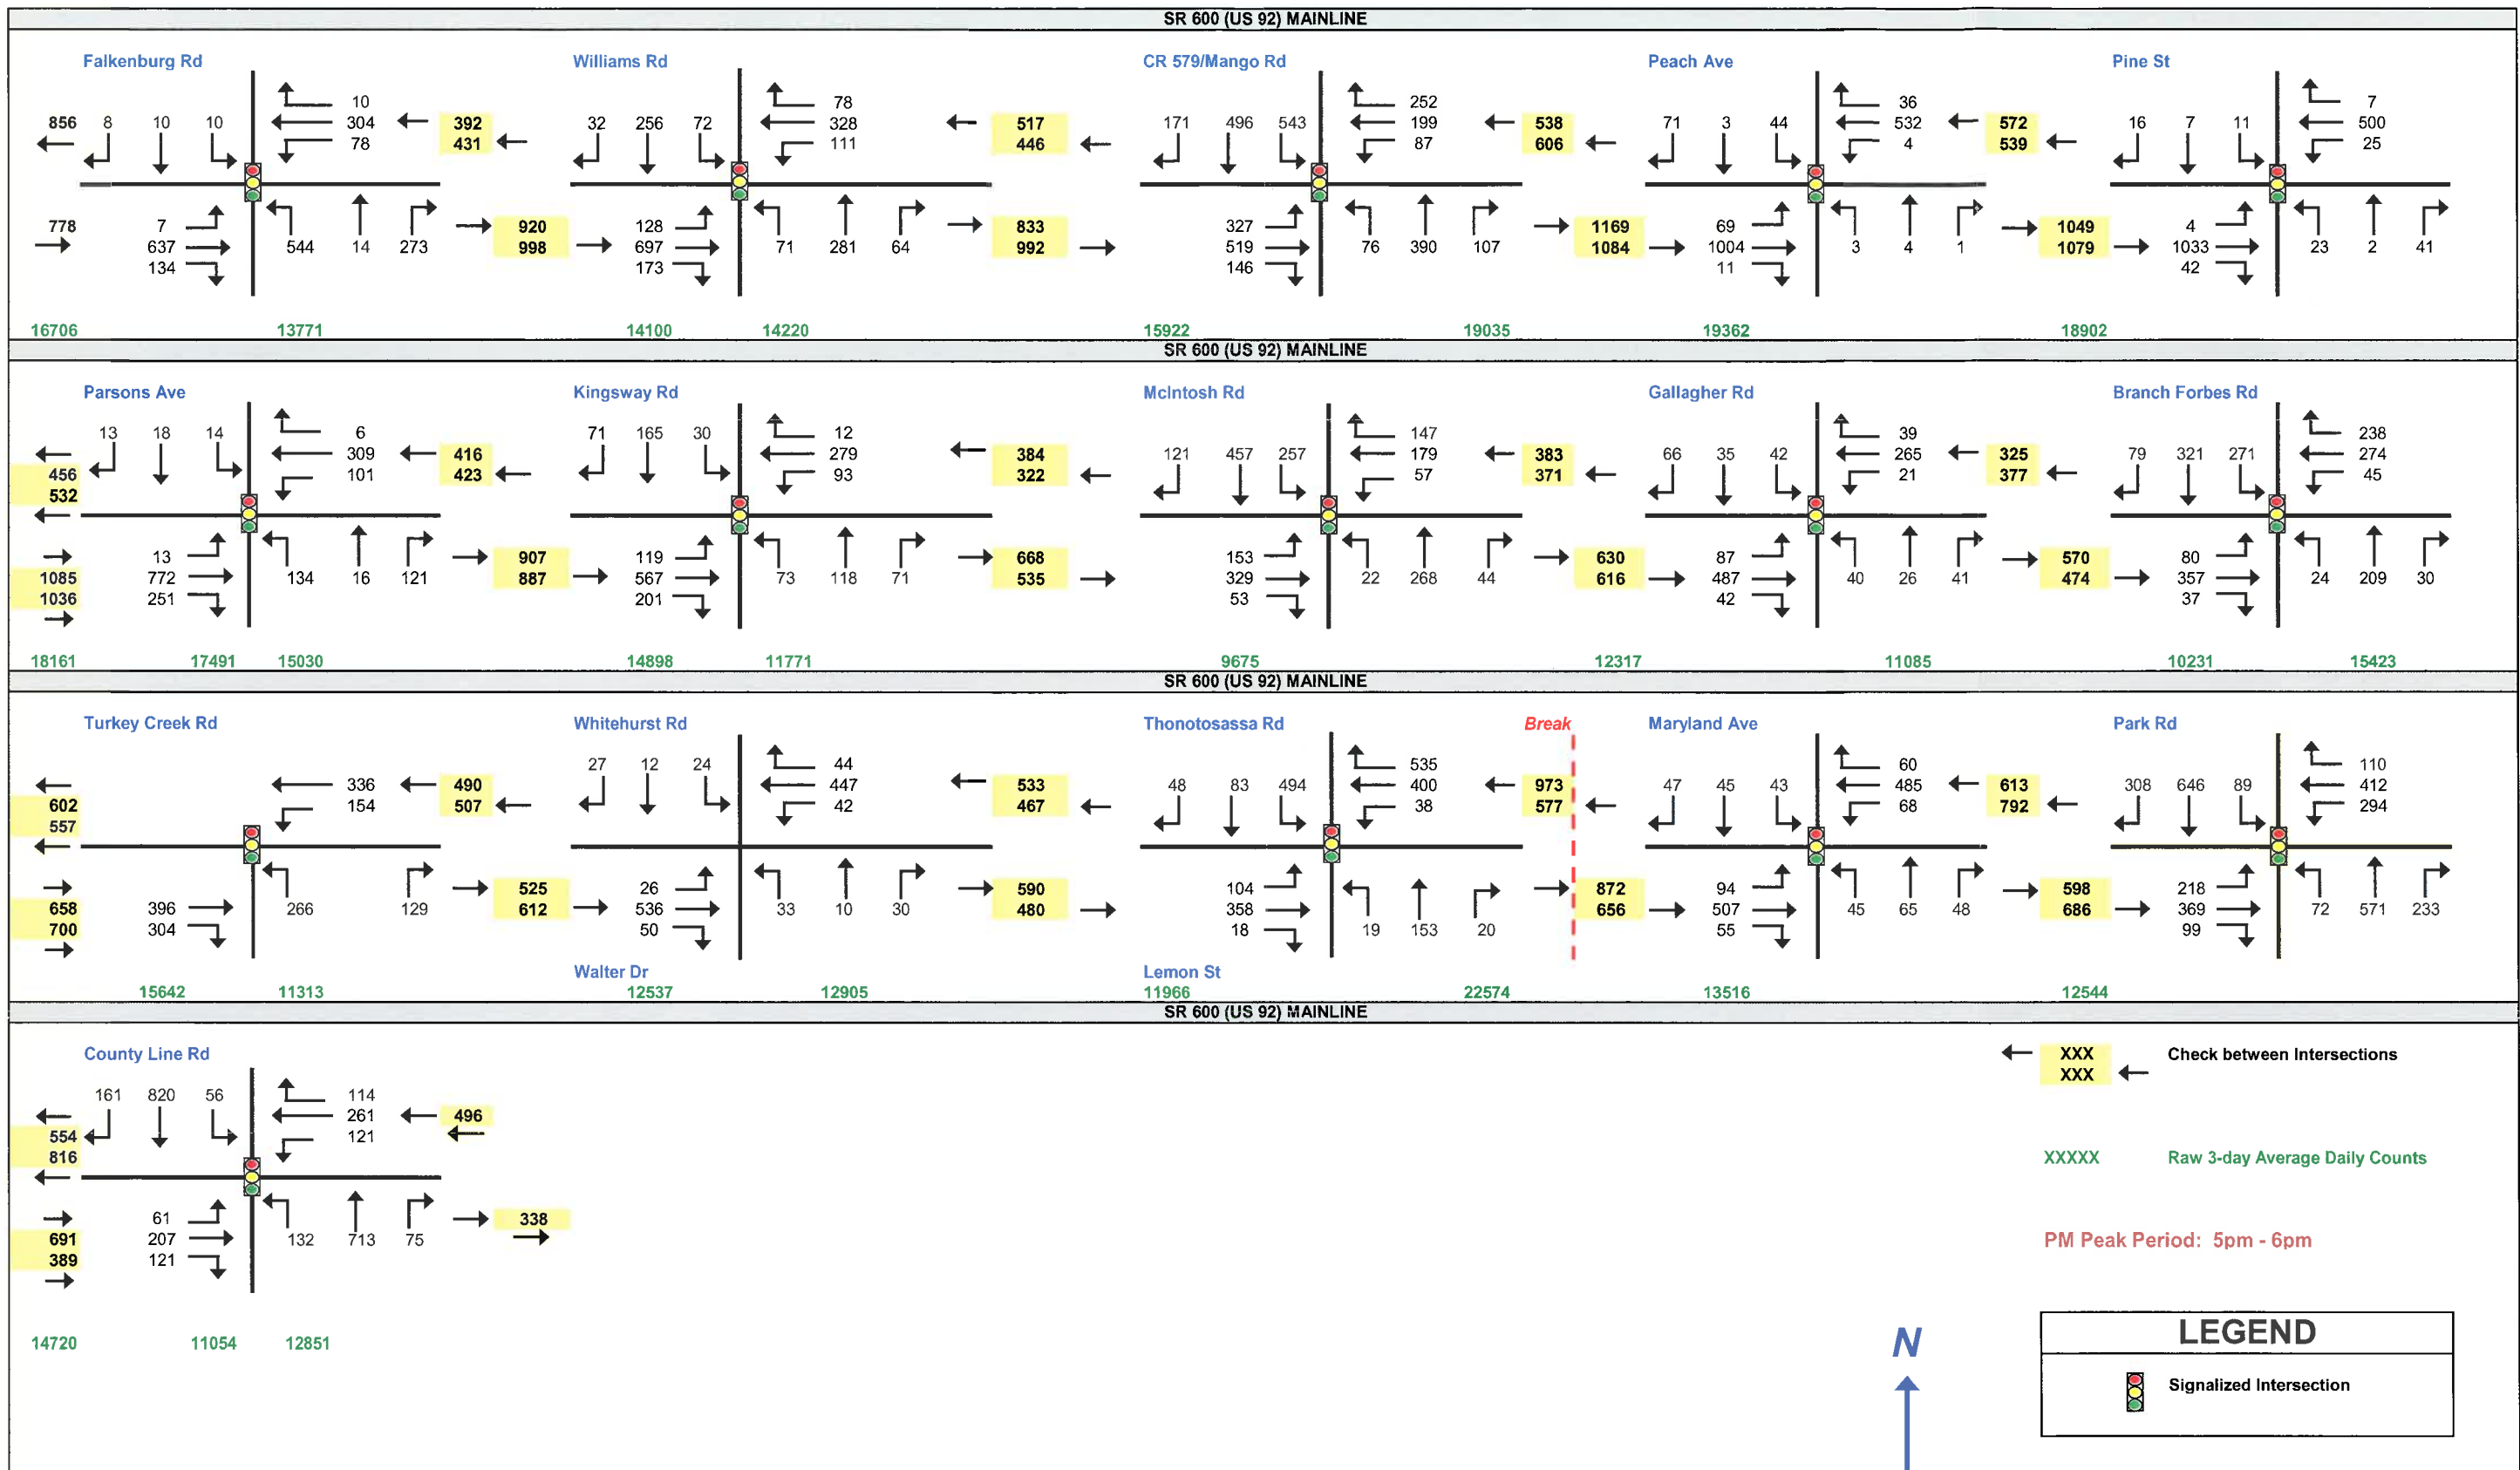 SR 600 (US 92) MAINLINE
Falkenburg Rd Williams Rd CR 579/Mango Rd Peach Ave Pine St
10 78 252 36 7
856 8 10 10 304 392 32 256 72 328 517 171 496 543 199 538 71 3 44 532 572 16 7 11 500
78 431 111 446 87 606 4 539 25
778 7 920 128 833 327 1169 69 1049 4
637 544 14 273 998 697 71 281 64 992 519 76 390 107 1084 1004 3 4 1 1079 1033 23 2 41
134 173 146 11 42
16706 13771 14100 14220 15922 19035 19362 18902
SR 600 (US 92) MAINLINE
Parsons Ave Kingsway Rd McIntosh Rd Gallagher Rd Branch Forbes Rd
13 18 14 6 71 165 30 12 121 457 257 147 66 35 42 39 79 321 271 238
309 416 279 384 179 383 265 325 274
456 101 423 93 322 57 371 21 377 45
532
13 907 119 668 153 630 87 570 80
1085 772 134 16 121 887 567 73 118 71 535 329 22 268 44 616 487 40 26 41 474 357 24 209 30
1036 251 201 53 42 37
18161 17491 15030 14898 11771 9675 12317 11085 10231 15423
SR 600 (US 92) MAINLINE
Turkey Creek Rd Whitehurst Rd Thonotosassa Rd Break Maryland Ave Park Rd
27 12 24 44 535 60 110
336 490 447 533 48 83 494 400 973 47 45 43 485 613 308 646 89 412
602 154 507 42 467 38 577 68 792 294
557
525 26 590 104 872 94 598 218
658 396 266 129 612 536 33 10 30 480 358 656 507 45 65 48 686 369 72 571 233
700 304 50 18 19 153 20 55 99
Walter Dr Lemon St
15642 11313 12537 12905 11966 22574 13516 12544
SR 600 (US 92) MAINLINE
County Line Rd
XXX Check between Intersections
XXX
161 820 56 114
261 496
554 121
816
XXXXX Raw 3-day Average Daily Counts
61 338
691 207 132 713 75
389 121
PM Peak Period: 5pm - 6pm
14720 11054 12851
N
LEGEND
Signalized Intersection